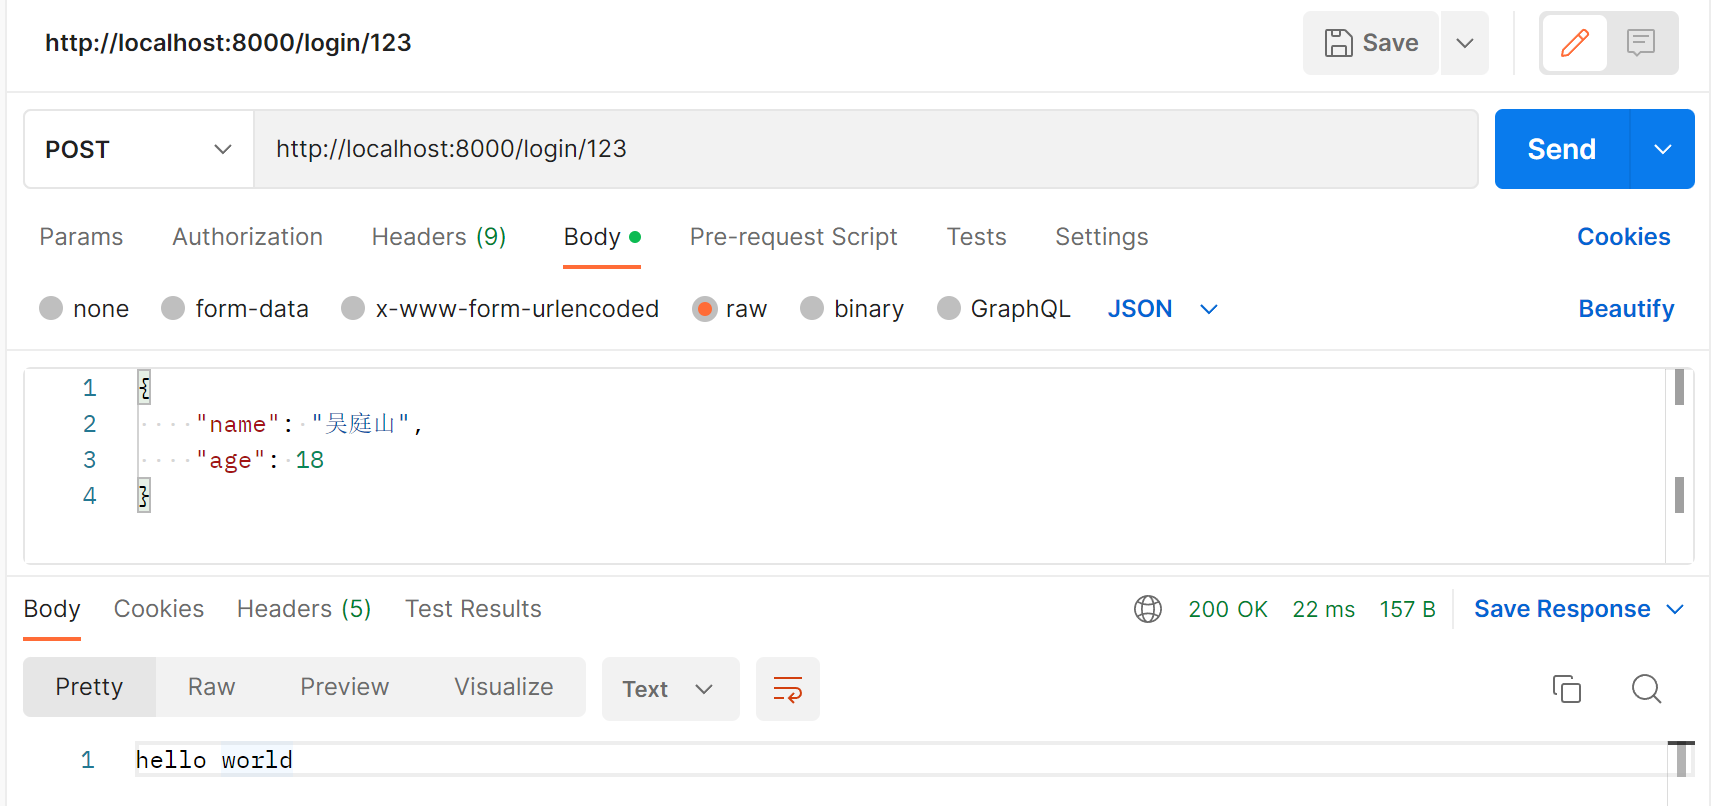 http://localhost:8000/login/123 Save
POST http://localhost:8000/login/123 Send
Params Authorization Headers (9) Body Pre-request Script Tests Settings Cookies
none form-data x-www-form-urlencoded raw binary GraphQL JSON Beautify
1 {
2 "name": "吴庭山",
3 "age": 18
4 }
Body Cookies Headers (5) Test Results 200 OK 22 ms 157 B Save Response
Pretty Raw Preview Visualize Text
1 hello world